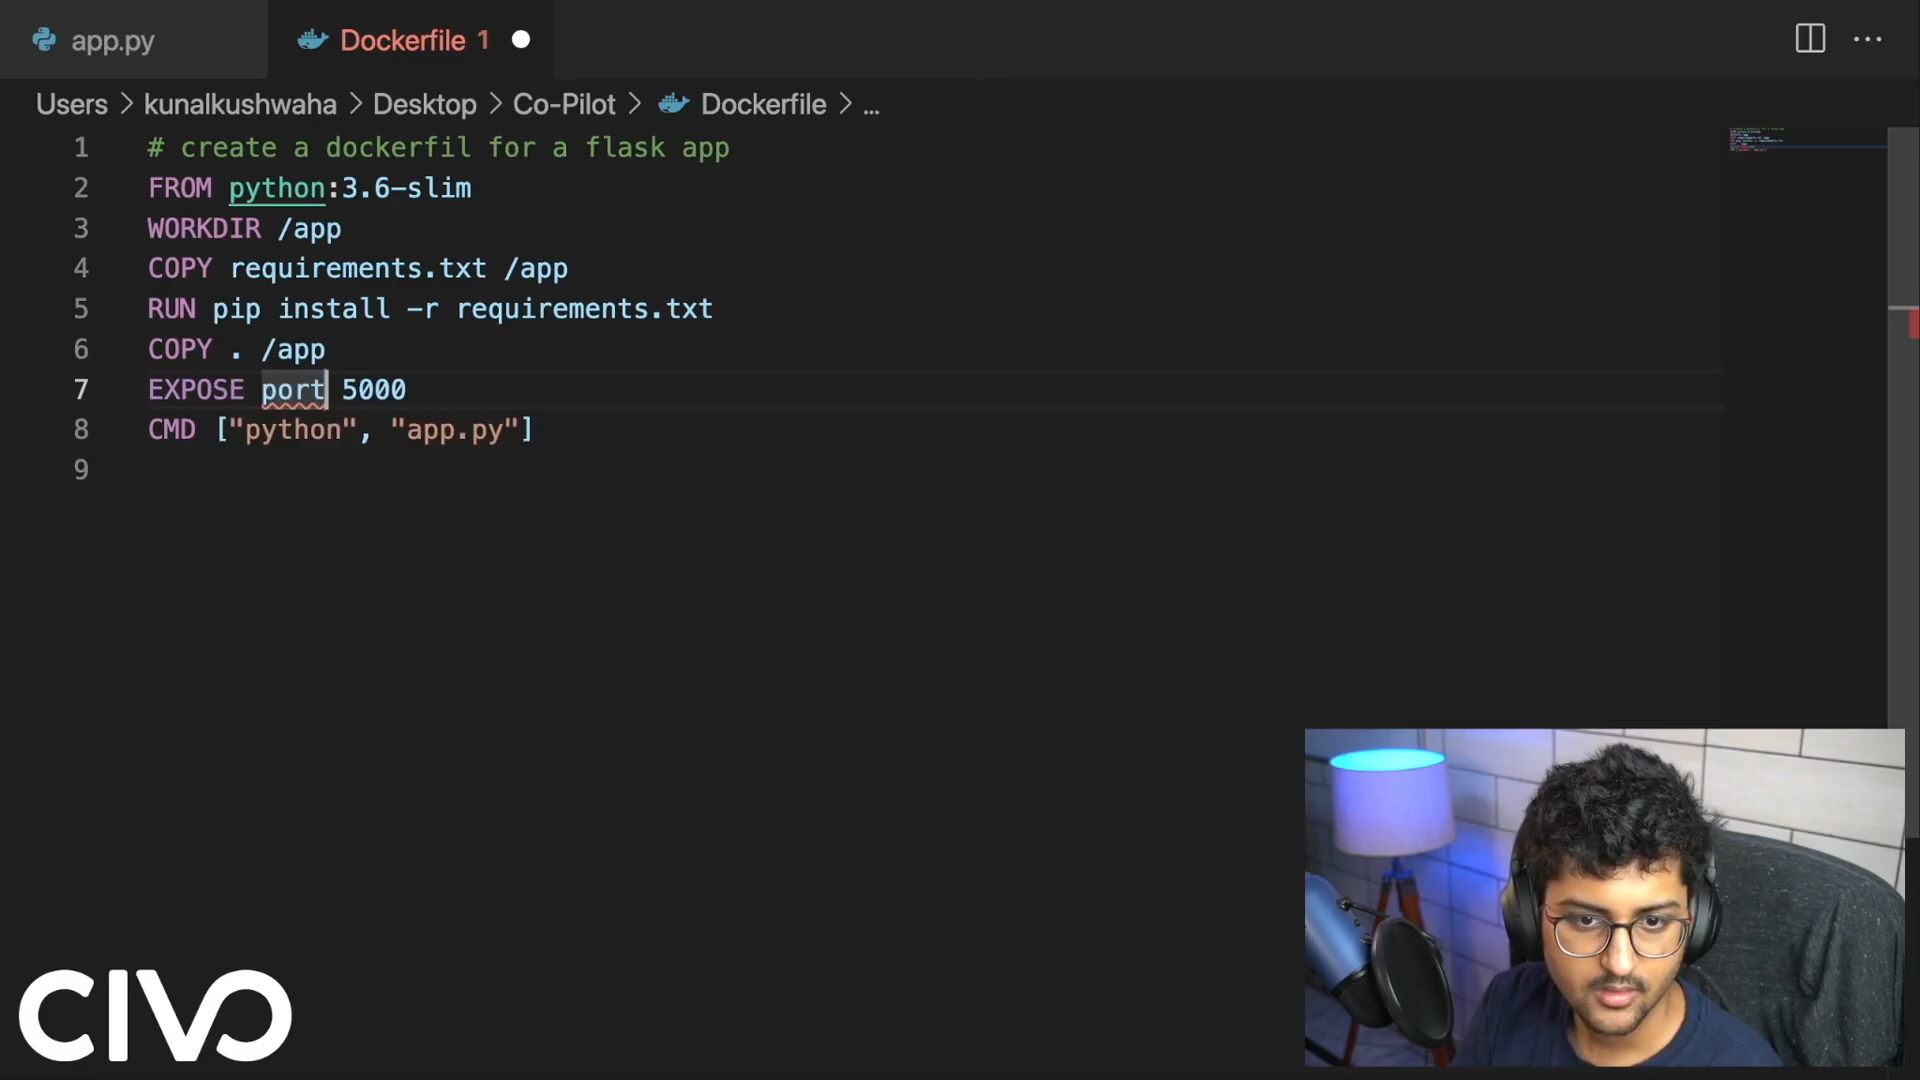 app.py
Dockerfile 1
Users > kunalkushwaha > Desktop > Co-Pilot > Dockerfile > ...
1 # create a dockerfil for a flask app
2 FROM python:3.6-slim
3 WORKDIR /app
4 COPY requirements.txt /app
5 RUN pip install -r requirements.txt
6 COPY . /app
7 EXPOSE port 5000
8 CMD ["python", "app.py"]
9
CIVO